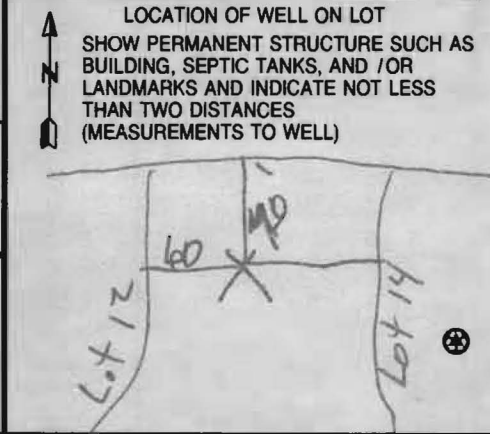 LOCATION OF WELL ON LOT
SHOW PERMANENT STRUCTURE SUCH AS
N
BUILDING, SEPTIC TANKS, AND / OR
LANDMARKS AND INDICATE NOT LESS
THAN TWO DISTANCES
(MEASUREMENTS TO WELL)
40
60
Lot 12
Lot 14